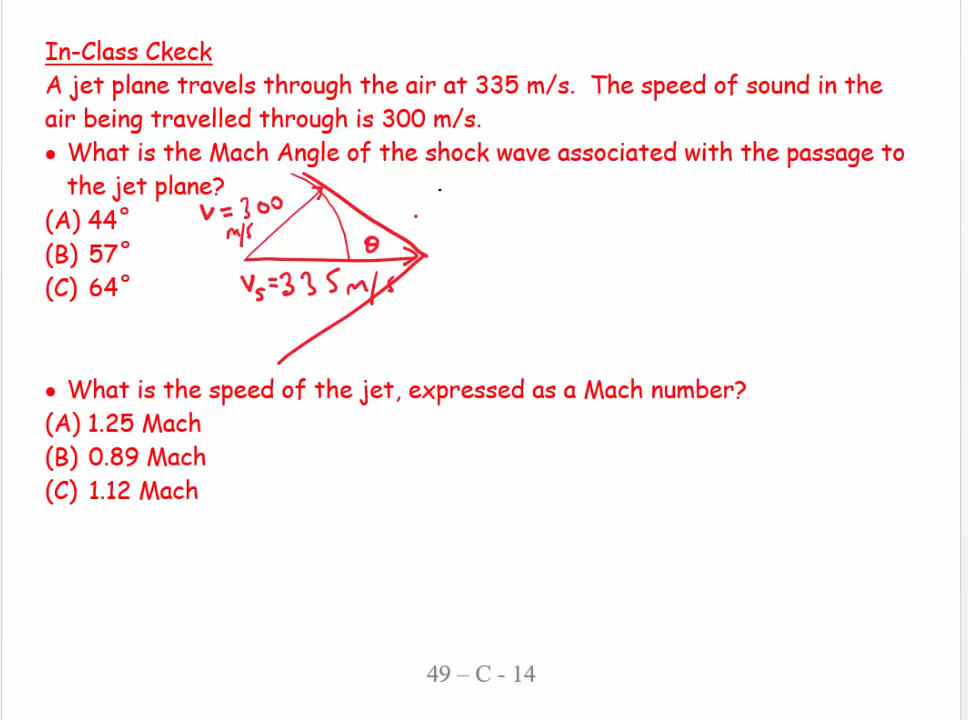 In-Class Ckeck
A jet plane travels through the air at 335 m/s. The speed of sound in the
air being travelled through is 300 m/s.
• What is the Mach Angle of the shock wave associated with the passage to
the jet plane?
(A) 44°
(B) 57°
(C) 64°
v = 300
m/s
θ
vs=335 m/s
• What is the speed of the jet, expressed as a Mach number?
(A) 1.25 Mach
(B) 0.89 Mach
(C) 1.12 Mach
49 – C - 14